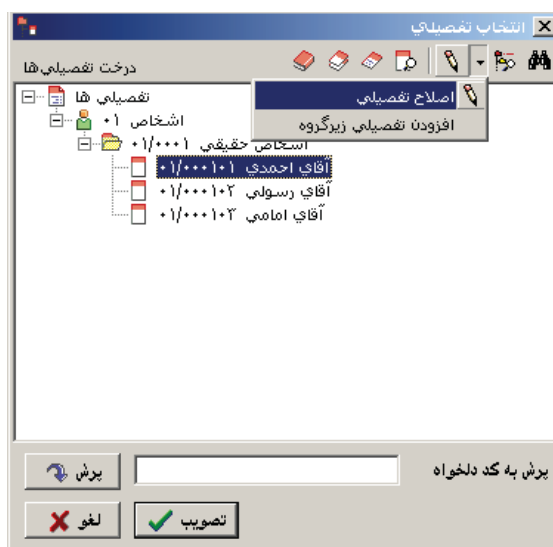 انتخاب تفصيلي
درخت تفصیلی‌ها
اصلاح تفصيلي
افزودن تفصيلي زيرگروه
تفصيلي ها
اشخاص ۰۱
اشخاص حقيقي ۰۱/۰۰۰۱
آقاي احمدي ۰۱/۰۰۰۱۰۱
آقاي رسولي ۰۱/۰۰۰۱۰۲
آقاي امامي ۰۱/۰۰۰۱۰۳
پرش به کد دلخواه
پرش
تصويب
لغو